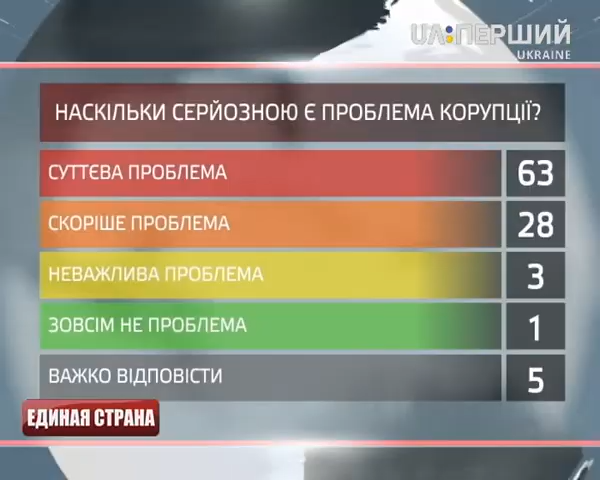 UA:ПЕРШИЙ
UKRAINE
НАСКІЛЬКИ СЕРЙОЗНОЮ Є ПРОБЛЕМА КОРУПЦІЇ?
СУТТЄВА ПРОБЛЕМА 63
СКОРІШЕ ПРОБЛЕМА 28
НЕВАЖЛИВА ПРОБЛЕМА 3
ЗОВСІМ НЕ ПРОБЛЕМА 1
ВАЖКО ВІДПОВІСТИ 5
ЕДИНАЯ СТРАНА